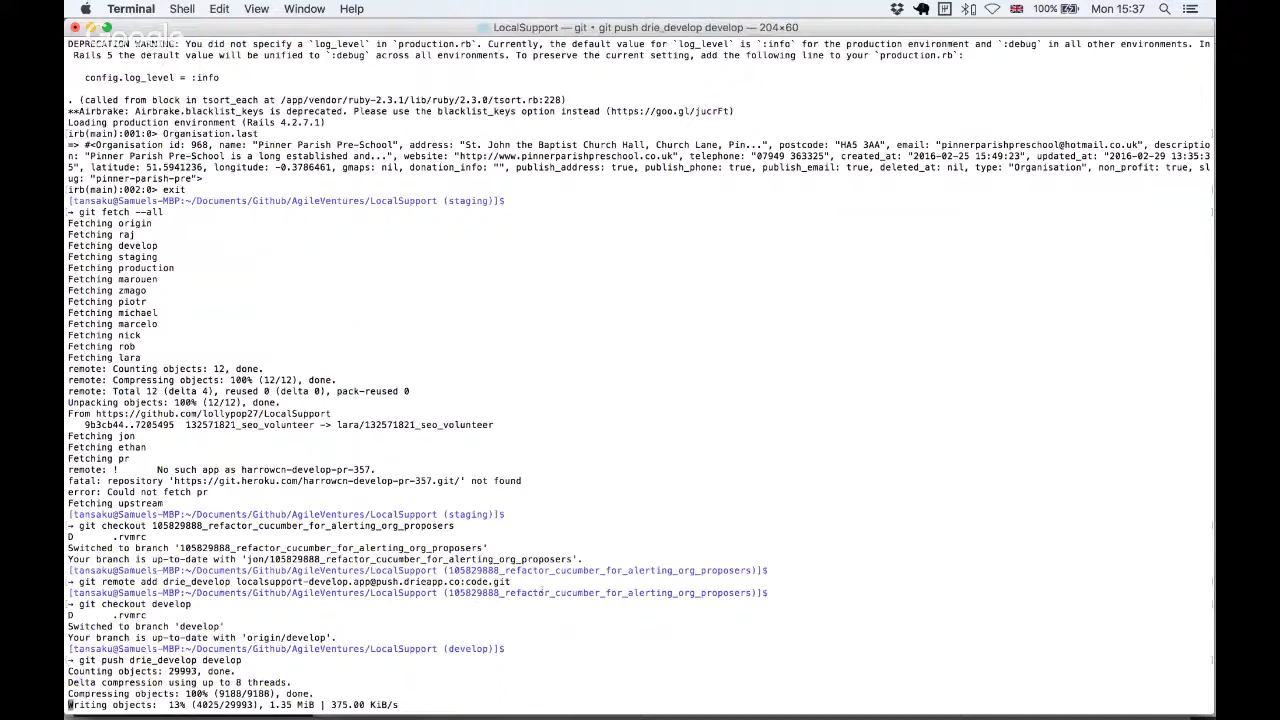 Terminal Shell Edit View Window Help 100% Mon 15:37
Google
LocalSupport — git • git push drie_develop develop — 204×60
DEPRECATION WARNING: You did not specify a `log_level` in `production.rb`. Currently, the default value for `log_level` is `:info` for the production environment and `:debug` in all other environments. In
Rails 5 the default value will be unified to `:debug` across all environments. To preserve the current setting, add the following line to your `production.rb`:
config.log_level = :info
. (called from block in tsort_each at /app/vendor/ruby-2.3.1/lib/ruby/2.3.0/tsort.rb:228)
**Airbrake: Airbrake.blacklist_keys is deprecated. Please use the blacklist_keys option instead (https://goo.gl/jucrFt)
Loading production environment (Rails 4.2.7.1)
irb(main):001:0> Organisation.last
=> #<Organisation id: 968, name: "Pinner Parish Pre-School", address: "St. John the Baptist Church Hall, Church Lane, Pin...", postcode: "HA5 3AA", email: "pinnerparishpreschool@hotmail.co.uk", descriptio
n: "Pinner Parish Pre-School is a long established and...", website: "http://www.pinnerparishpreschool.co.uk", telephone: "07949 363325", created_at: "2016-02-25 15:49:23", updated_at: "2016-02-29 13:35:3
5", latitude: 51.5941236, longitude: -0.3786461, gmaps: nil, donation_info: "", publish_address: true, publish_phone: true, publish_email: true, deleted_at: nil, type: "Organisation", non_profit: true, sl
ug: "pinner-parish-pre">
irb(main):002:0> exit
[tansaku@Samuels-MBP:~/Documents/Github/AgileVentures/LocalSupport (staging)]$
→ git fetch --all
Fetching origin
Fetching raj
Fetching develop
Fetching staging
Fetching production
Fetching marouen
Fetching zmago
Fetching piotr
Fetching michael
Fetching marcelo
Fetching nick
Fetching rob
Fetching lara
remote: Counting objects: 12, done.
remote: Compressing objects: 100% (12/12), done.
remote: Total 12 (delta 4), reused 0 (delta 0), pack-reused 0
Unpacking objects: 100% (12/12), done.
From https://github.com/lollypop27/LocalSupport
9b3cb44..7205495 132571821_seo_volunteer -> lara/132571821_seo_volunteer
Fetching jon
Fetching ethan
Fetching pr
remote: ! No such app as harrowcn-develop-pr-357.
fatal: repository 'https://git.heroku.com/harrowcn-develop-pr-357.git/' not found
error: Could not fetch pr
Fetching upstream
[tansaku@Samuels-MBP:~/Documents/Github/AgileVentures/LocalSupport (staging)]$
→ git checkout 105829888_refactor_cucumber_for_alerting_org_proposers
D .rvmrc
Switched to branch '105829888_refactor_cucumber_for_alerting_org_proposers'
Your branch is up-to-date with 'jon/105829888_refactor_cucumber_for_alerting_org_proposers'.
[tansaku@Samuels-MBP:~/Documents/Github/AgileVentures/LocalSupport (105829888_refactor_cucumber_for_alerting_org_proposers)]$
→ git remote add drie_develop localsupport-develop.app@push.drieapp.co:code.git
[tansaku@Samuels-MBP:~/Documents/Github/AgileVentures/LocalSupport (105829888_refactor_cucumber_for_alerting_org_proposers)]$
→ git checkout develop
D .rvmrc
Switched to branch 'develop'
Your branch is up-to-date with 'origin/develop'.
[tansaku@Samuels-MBP:~/Documents/Github/AgileVentures/LocalSupport (develop)]$
→ git push drie_develop develop
Counting objects: 29993, done.
Delta compression using up to 8 threads.
Compressing objects: 100% (9188/9188), done.
Writing objects: 13% (4025/29993), 1.35 MiB | 375.00 KiB/s